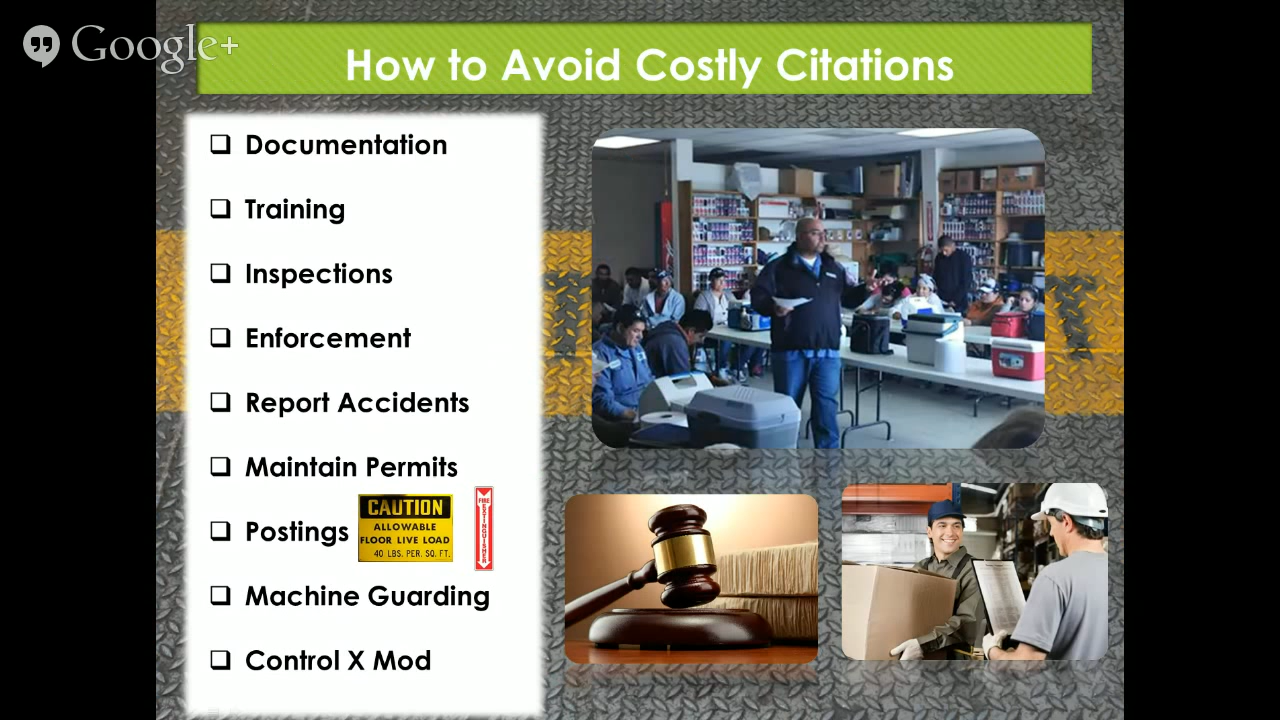 Google+
How to Avoid Costly Citations
❑ Documentation
❑ Training
❑ Inspections
❑ Enforcement
❑ Report Accidents
❑ Maintain Permits
❑ Postings
CAUTION
ALLOWABLE
FLOOR LIVE LOAD
40 LBS. PER. SQ. FT.
FIRE EXTINGUISHER
❑ Machine Guarding
❑ Control X Mod